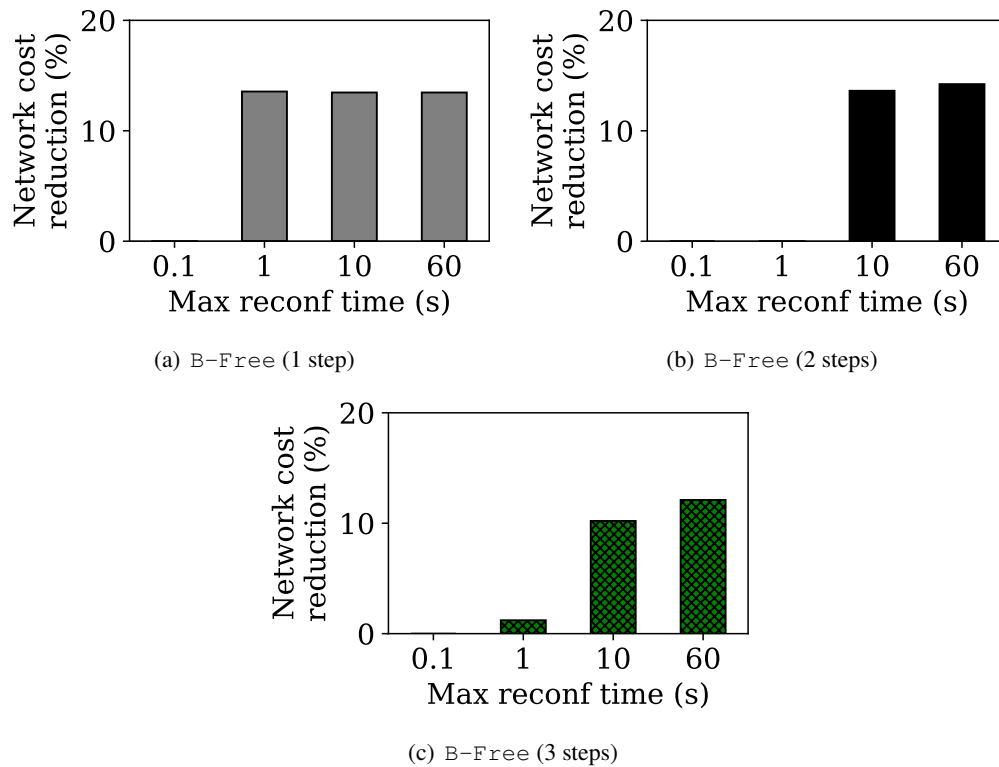 Network cost
reduction (%)
20
10
0
0.1 1 10 60
Max reconf time (s)
(a) B-Free (1 step)
Network cost
reduction (%)
20
10
0
0.1 1 10 60
Max reconf time (s)
(b) B-Free (2 steps)
Network cost
reduction (%)
20
10
0
0.1 1 10 60
Max reconf time (s)
(c) B-Free (3 steps)